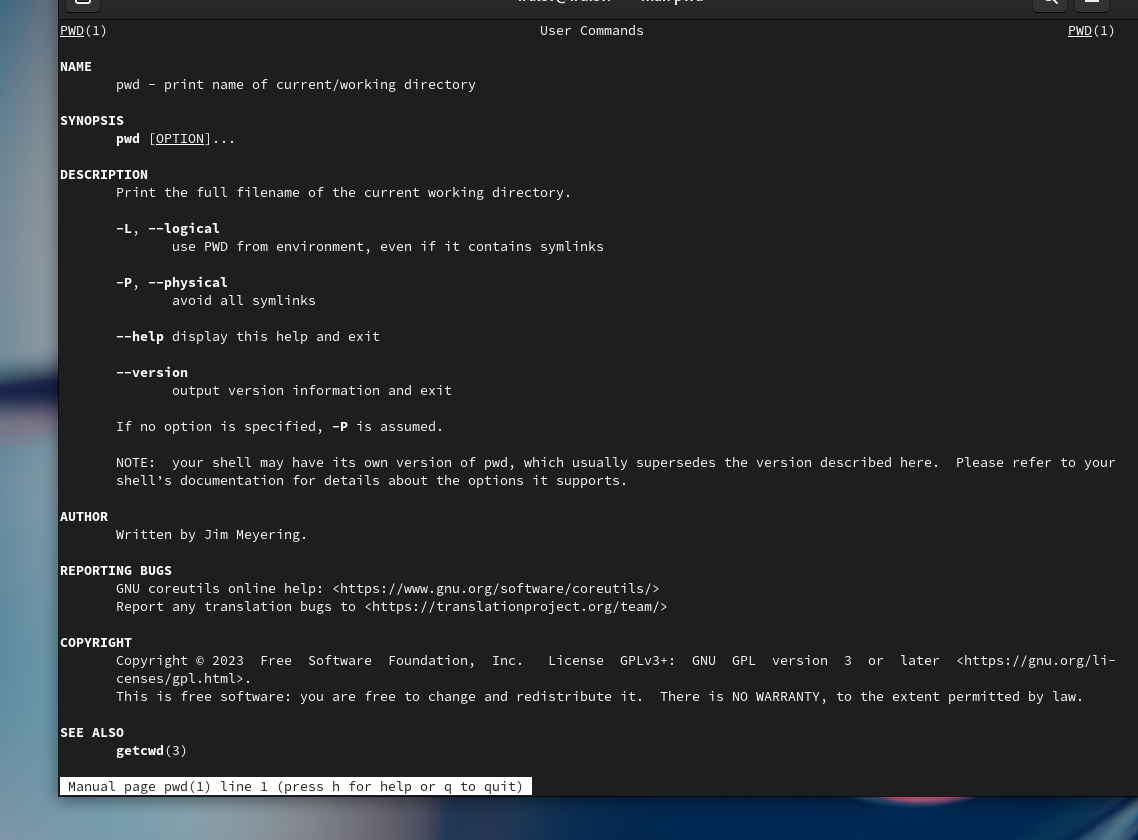 PWD(1) User Commands PWD(1)
NAME
pwd - print name of current/working directory
SYNOPSIS
pwd [OPTION]...
DESCRIPTION
Print the full filename of the current working directory.
-L, --logical
use PWD from environment, even if it contains symlinks
-P, --physical
avoid all symlinks
--help display this help and exit
--version
output version information and exit
If no option is specified, -P is assumed.
NOTE:  your shell may have its own version of pwd, which usually supersedes the version described here.  Please refer to your
shell’s documentation for details about the options it supports.
AUTHOR
Written by Jim Meyering.
REPORTING BUGS
GNU coreutils online help: <https://www.gnu.org/software/coreutils/>
Report any translation bugs to <https://translationproject.org/team/>
COPYRIGHT
Copyright © 2023  Free  Software  Foundation,  Inc.   License  GPLv3+:  GNU  GPL  version  3  or  later  <https://gnu.org/li-
censes/gpl.html>.
This is free software: you are free to change and redistribute it.  There is NO WARRANTY, to the extent permitted by law.
SEE ALSO
getcwd(3)
Manual page pwd(1) line 1 (press h for help or q to quit)